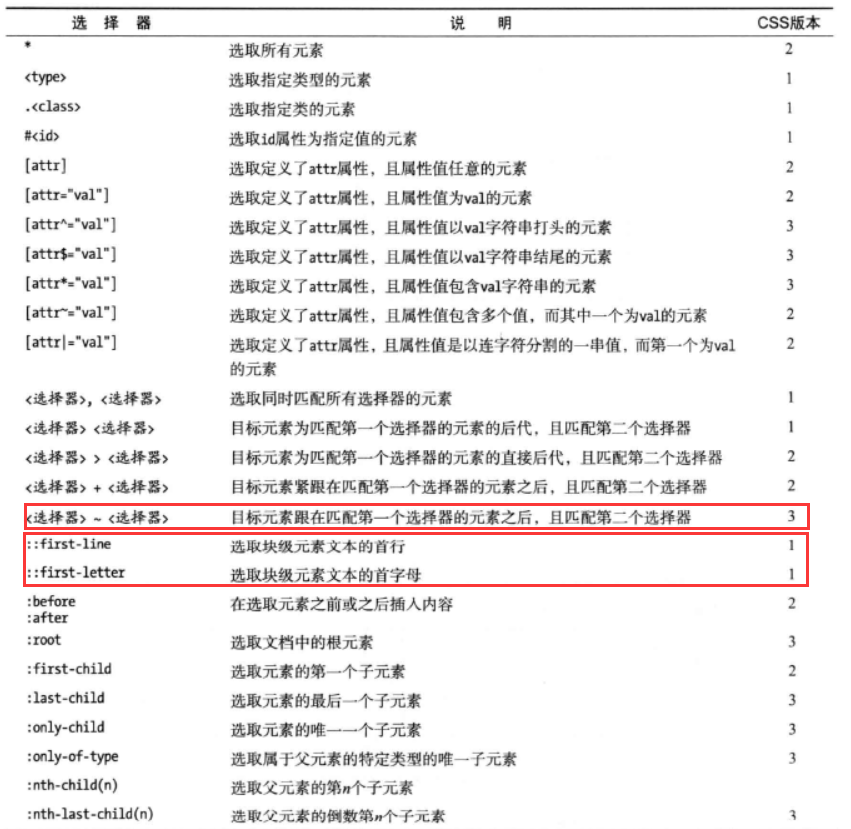 选 择 器 说 明 CSS版本
* 选取所有元素 2
<type> 选取指定类型的元素 1
.<class> 选取指定类的元素 1
#<id> 选取id属性为指定值的元素 1
[attr] 选取定义了attr属性，且属性值任意的元素 2
[attr="val"] 选取定义了attr属性，且属性值为val的元素 2
[attr^="val"] 选取定义了attr属性，且属性值以val字符串打头的元素 3
[attr$="val"] 选取定义了attr属性，且属性值以val字符串结尾的元素 3
[attr*="val"] 选取定义了attr属性，且属性值包含val字符串的元素 3
[attr~="val"] 选取定义了attr属性，且属性值包含多个值，而其中一个为val的元素 2
[attr|="val"] 选取定义了attr属性，且属性值是以连字符分割的一串值，而第一个为val 2
的元素
<选择器>, <选择器> 选取同时匹配所有选择器的元素 1
<选择器> <选择器> 目标元素为匹配第一个选择器的元素的后代，且匹配第二个选择器 1
<选择器> > <选择器> 目标元素为匹配第一个选择器的元素的直接后代，且匹配第二个选择器 2
<选择器> + <选择器> 目标元素紧跟在匹配第一个选择器的元素之后，且匹配第二个选择器 2
<选择器> ~ <选择器> 目标元素跟在匹配第一个选择器的元素之后，且匹配第二个选择器 3
::first-line 选取块级元素文本的首行 1
::first-letter 选取块级元素文本的首字母 1
:before 在选取元素之前或之后插入内容 2
:after
:root 选取文档中的根元素 3
:first-child 选取元素的第一个子元素 2
:last-child 选取元素的最后一个子元素 3
:only-child 选取元素的唯一一个子元素 3
:only-of-type 选取属于父元素的特定类型的唯一子元素 3
:nth-child(n) 选取父元素的第n个子元素
:nth-last-child(n) 选取父元素的倒数第n个子元素 3